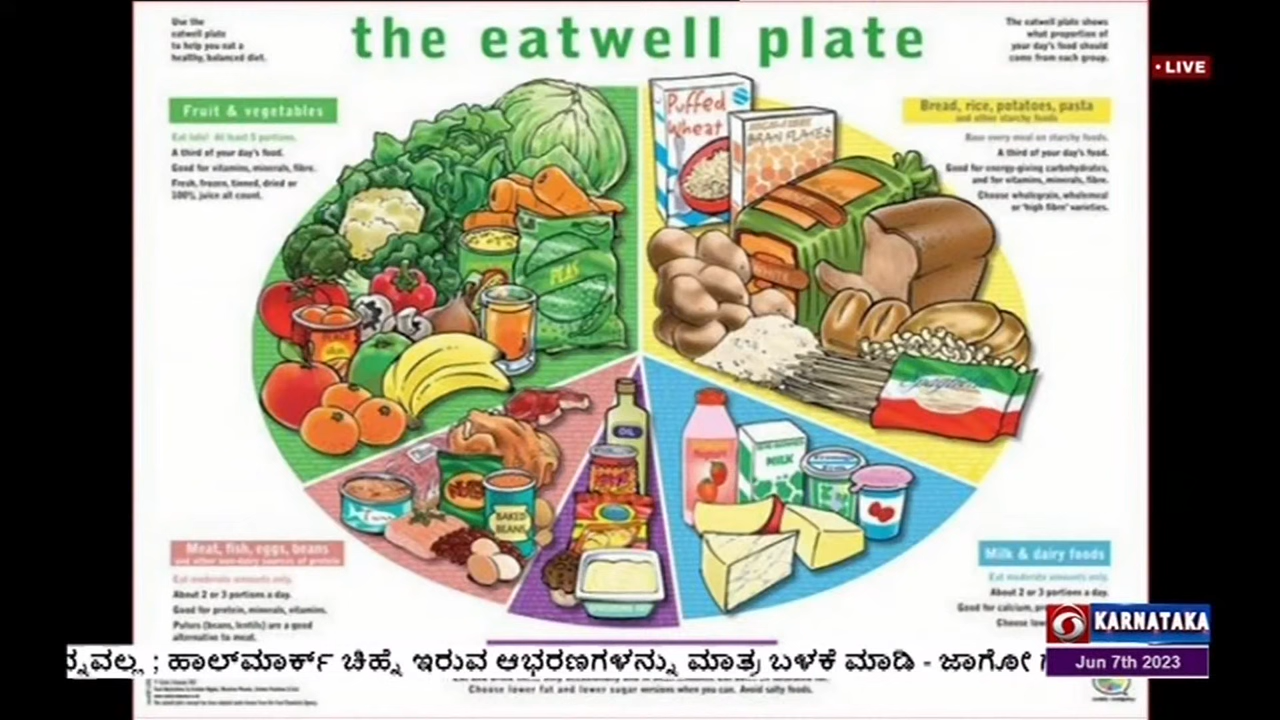 Use the
eatwell plate
to help you eat a
healthy, balanced diet.
the eatwell plate
The eatwell plate shows
what proportion of
your day's food should
come from each group.
• LIVE
Fruit & vegetables
Eat lots! At least 5 portions.
A third of your day's food.
Good for vitamins, minerals, fibre.
Fresh, frozen, tinned, dried or
100% juice all count.
Bread, rice, potatoes, pasta
and other starchy foods
Base every meal on starchy foods.
A third of your day's food.
Good for energy-giving carbohydrates,
and for vitamins, minerals, fibre.
Choose wholegrain, wholemeal
or 'high fibre' varieties.
Puffed
Wheat
BRAN FLAKES
PEAS
OIL
MILK
BAKED
BEANS
Meat, fish, eggs, beans
and other non-dairy sources of protein
Eat moderate amounts only.
About 2 or 3 portions a day.
Good for protein, minerals, vitamins.
Pulses (beans, lentils) are a good
alternative to meat.
Milk & dairy foods
Eat moderate amounts only.
About 2 or 3 portions a day.
Good for calcium,
Choose
KARNATAKA
Jun 7th 2023
ನ್ನವಲ್ಲ ; ಹಾಲ್‌ಮಾರ್ಕ್ ಚಿಹ್ನೆ ಇರುವ ಆಭರಣಗಳನ್ನು ಮಾತ್ರ ಬಳಕೆ ಮಾಡಿ - ಜಾಗೋ
Choose lower fat and lower sugar versions when you can. Avoid salty foods.